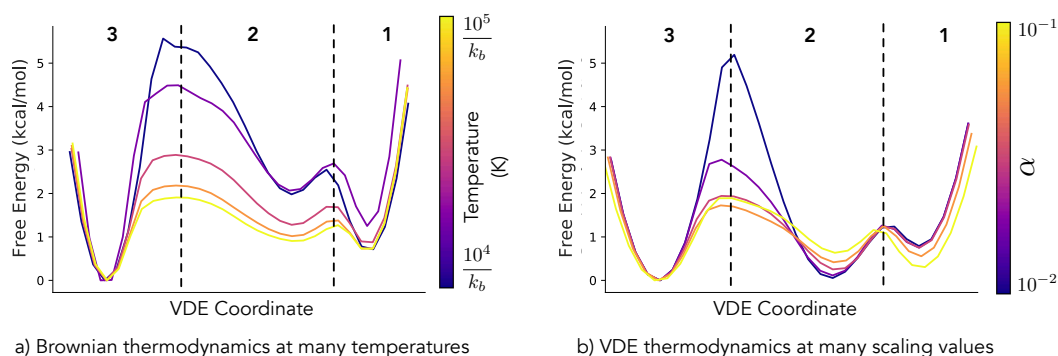 3 2 1
Free Energy (kcal/mol)
5
4
3
2
1
0
VDE Coordinate
10^5
k_b
Temperature
(K)
10^4
k_b
a) Brownian thermodynamics at many temperatures
3 2 1
Free Energy (kcal/mol)
5
4
3
2
1
0
VDE Coordinate
10^−1
α
10^−2
b) VDE thermodynamics at many scaling values